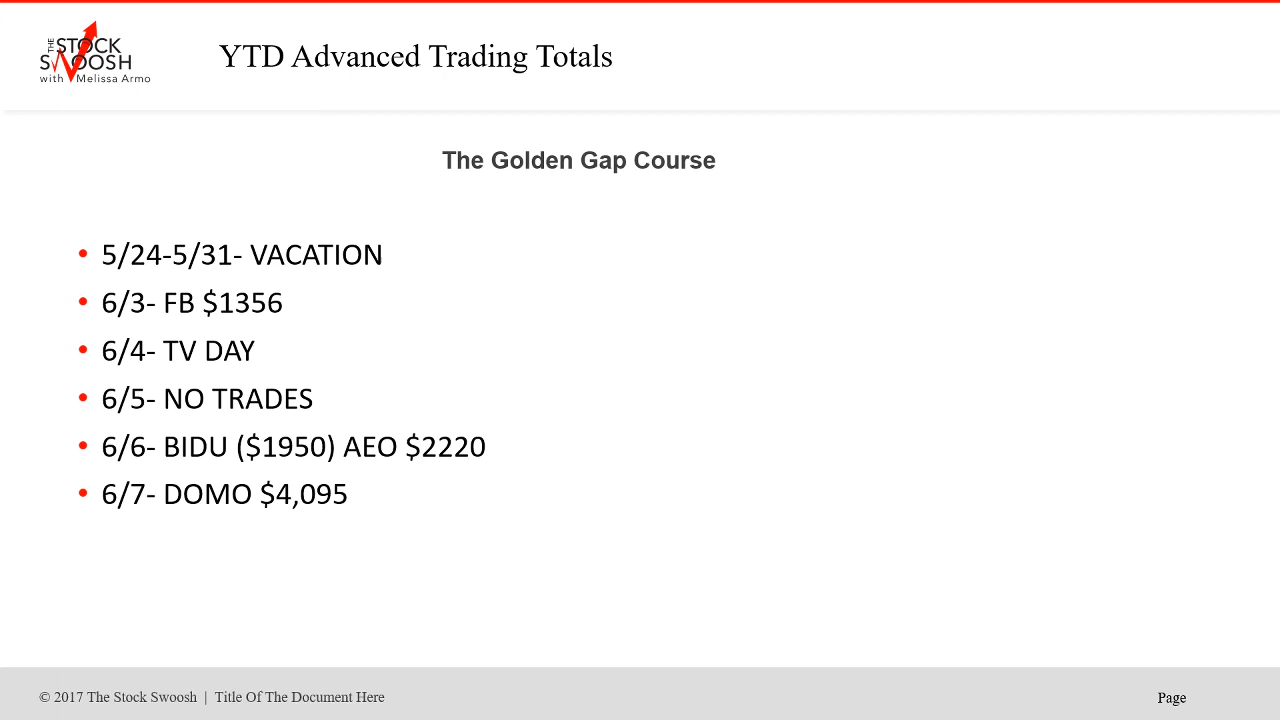 THE
STOCK
SWOOSH
with Melissa Armo
YTD Advanced Trading Totals
The Golden Gap Course
• 5/24-5/31- VACATION
• 6/3- FB $1356
• 6/4- TV DAY
• 6/5- NO TRADES
• 6/6- BIDU ($1950) AEO $2220
• 6/7- DOMO $4,095
© 2017 The Stock Swoosh | Title Of The Document Here
Page